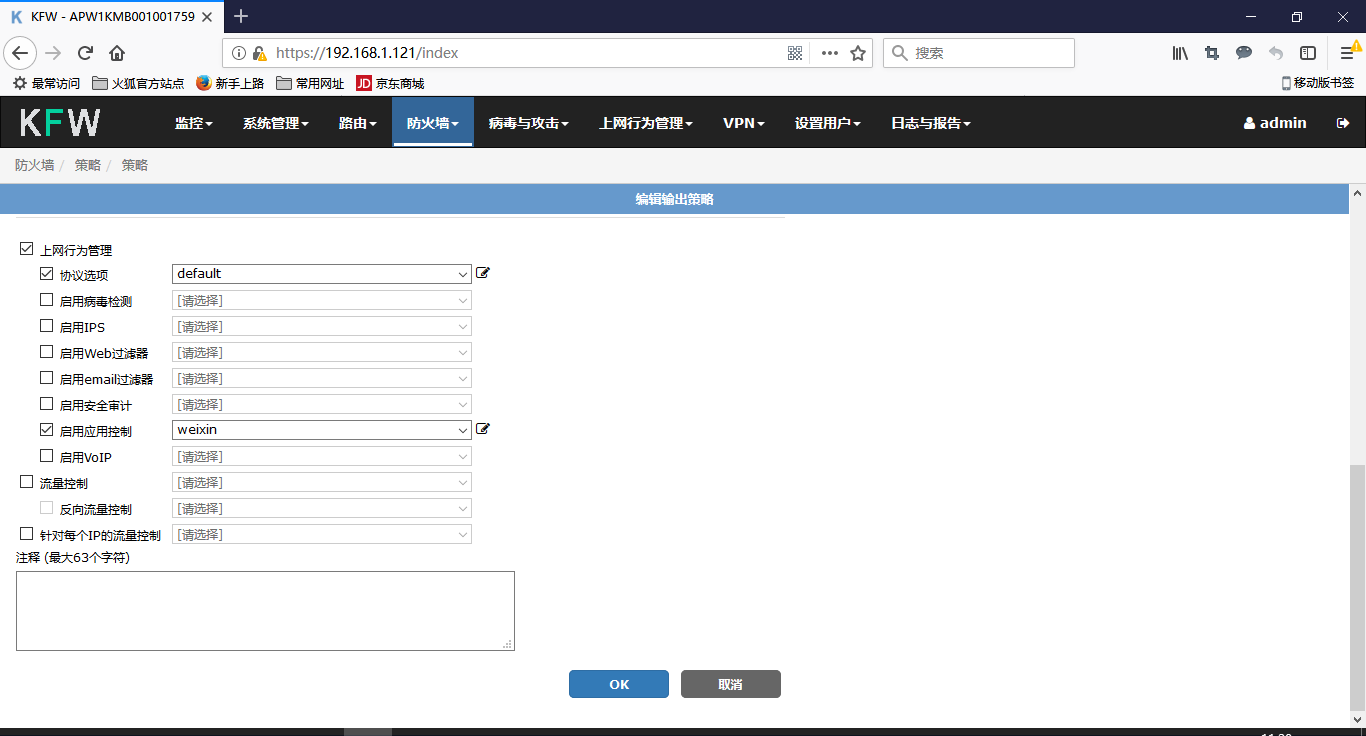 KFW - APW1KMB001001759
https://192.168.1.121/index
搜索
最常访问 火狐官方站点 新手上路 常用网址 JD 京东商城 移动版书签
KFW 监控 系统管理 路由 防火墙 病毒与攻击 上网行为管理 VPN 设置用户 日志与报告 admin
防火墙 / 策略 / 策略
编辑输出策略
上网行为管理
协议选项 default
启用病毒检测 [请选择]
启用IPS [请选择]
启用Web过滤器 [请选择]
启用email过滤器 [请选择]
启用安全审计 [请选择]
启用应用控制 weixin
启用VoIP [请选择]
流量控制 [请选择]
反向流量控制 [请选择]
针对每个IP的流量控制 [请选择]
注释 (最大63个字符)
OK 取消